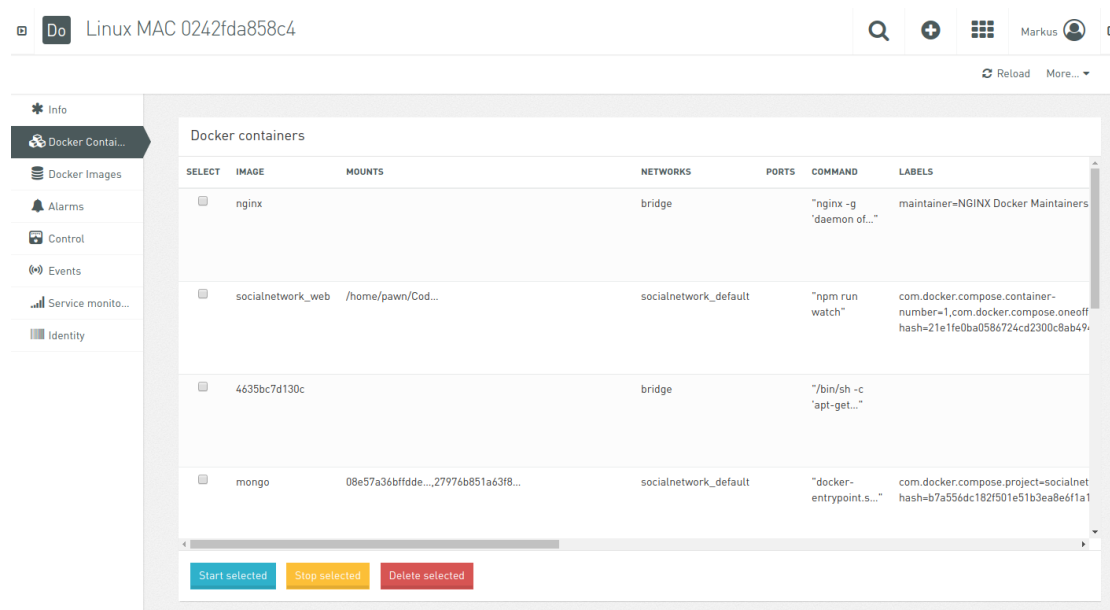 Do Linux MAC 0242fda858c4
Markus
Reload More...
Info
Docker Contai...
Docker Images
Alarms
Control
Events
Service monito...
Identity
Docker containers
SELECT IMAGE MOUNTS NETWORKS PORTS COMMAND LABELS
nginx bridge "nginx -g maintainer=NGINX Docker Maintainers
'daemon of..."
socialnetwork_web /home/pawn/Cod... socialnetwork_default "npm run com.docker.compose.container-
watch" number=1,com.docker.compose.oneoff
hash=21e1fe0ba0586724cd2300c8ab494
4635bc7d130c bridge "/bin/sh -c
'apt-get..."
mongo 08e57a36bffdde...,27976b851a63f8... socialnetwork_default "docker- com.docker.compose.project=socialnet
entrypoint.s..." hash=b7a556dc182f501e51b3ea8e6f1a1
Start selected Stop selected Delete selected